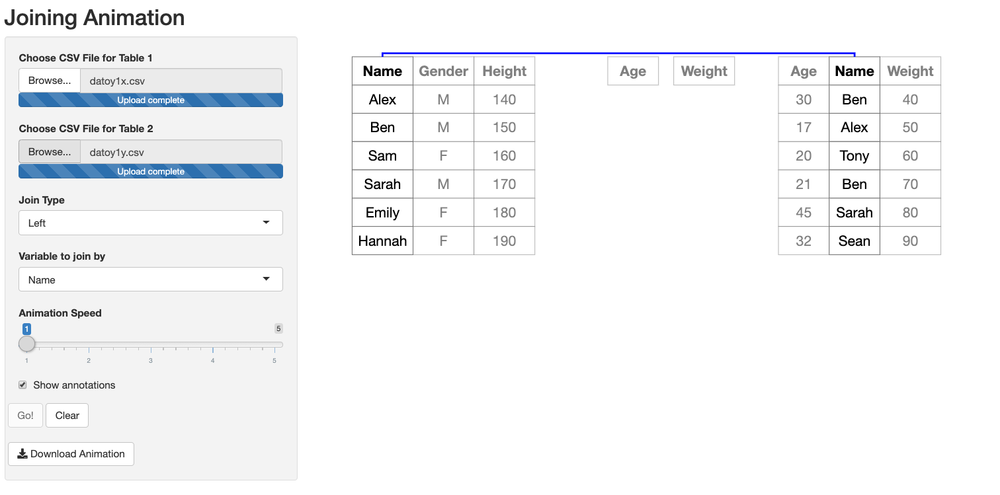 Joining Animation
Choose CSV File for Table 1
Browse... datoy1x.csv
Upload complete
Choose CSV File for Table 2
Browse... datoy1y.csv
Upload complete
Join Type
Left
Variable to join by
Name
Animation Speed
1 5
1 2 3 4 5
Show annotations
Go! Clear
Download Animation
Name Gender Height
Alex M 140
Ben M 150
Sam F 160
Sarah M 170
Emily F 180
Hannah F 190
Age Weight
Age Name Weight
30 Ben 40
17 Alex 50
20 Tony 60
21 Ben 70
45 Sarah 80
32 Sean 90